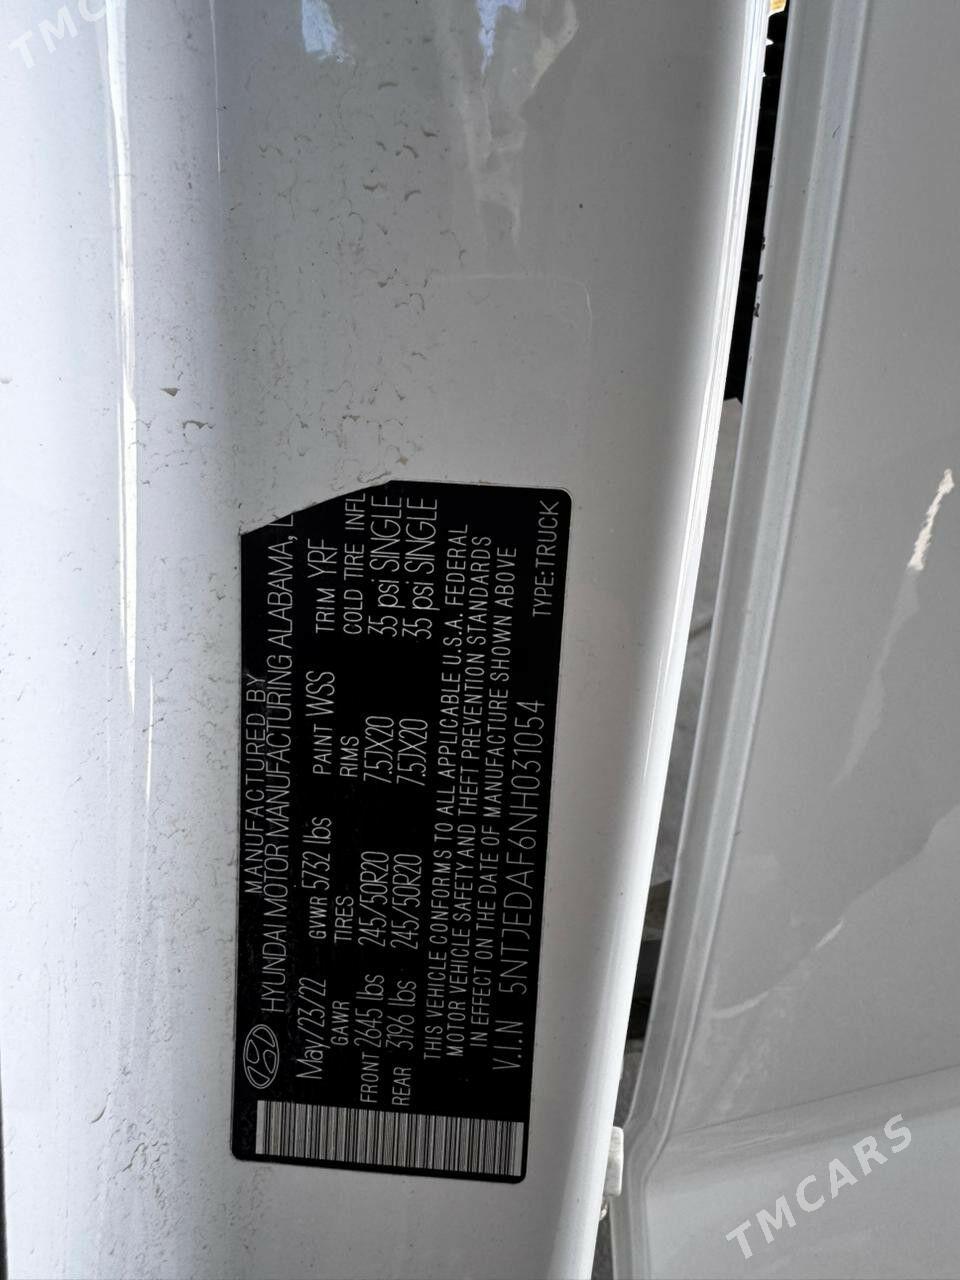 MANUFACTURED BY
HYUNDAI MOTOR MANUFACTURING ALABAMA,
May/23/22 GVWR 5732 lbs PAINT WSS TRIM YRF
GAWR TIRES RIMS COLD TIRE INFL
FRONT 2645 lbs 245/50R20 7.5JX20 35 psi SINGLE
REAR 3196 lbs 245/50R20 7.5JX20 35 psi SINGLE
THIS VEHICLE CONFORMS TO ALL APPLICABLE U.S.A. FEDERAL
MOTOR VEHICLE SAFETY AND THEFT PREVENTION STANDARDS
IN EFFECT ON THE DATE OF MANUFACTURE SHOWN ABOVE
V.I.N 5NTJEDAF6NH031054 TYPE:TRUCK
TMCARS